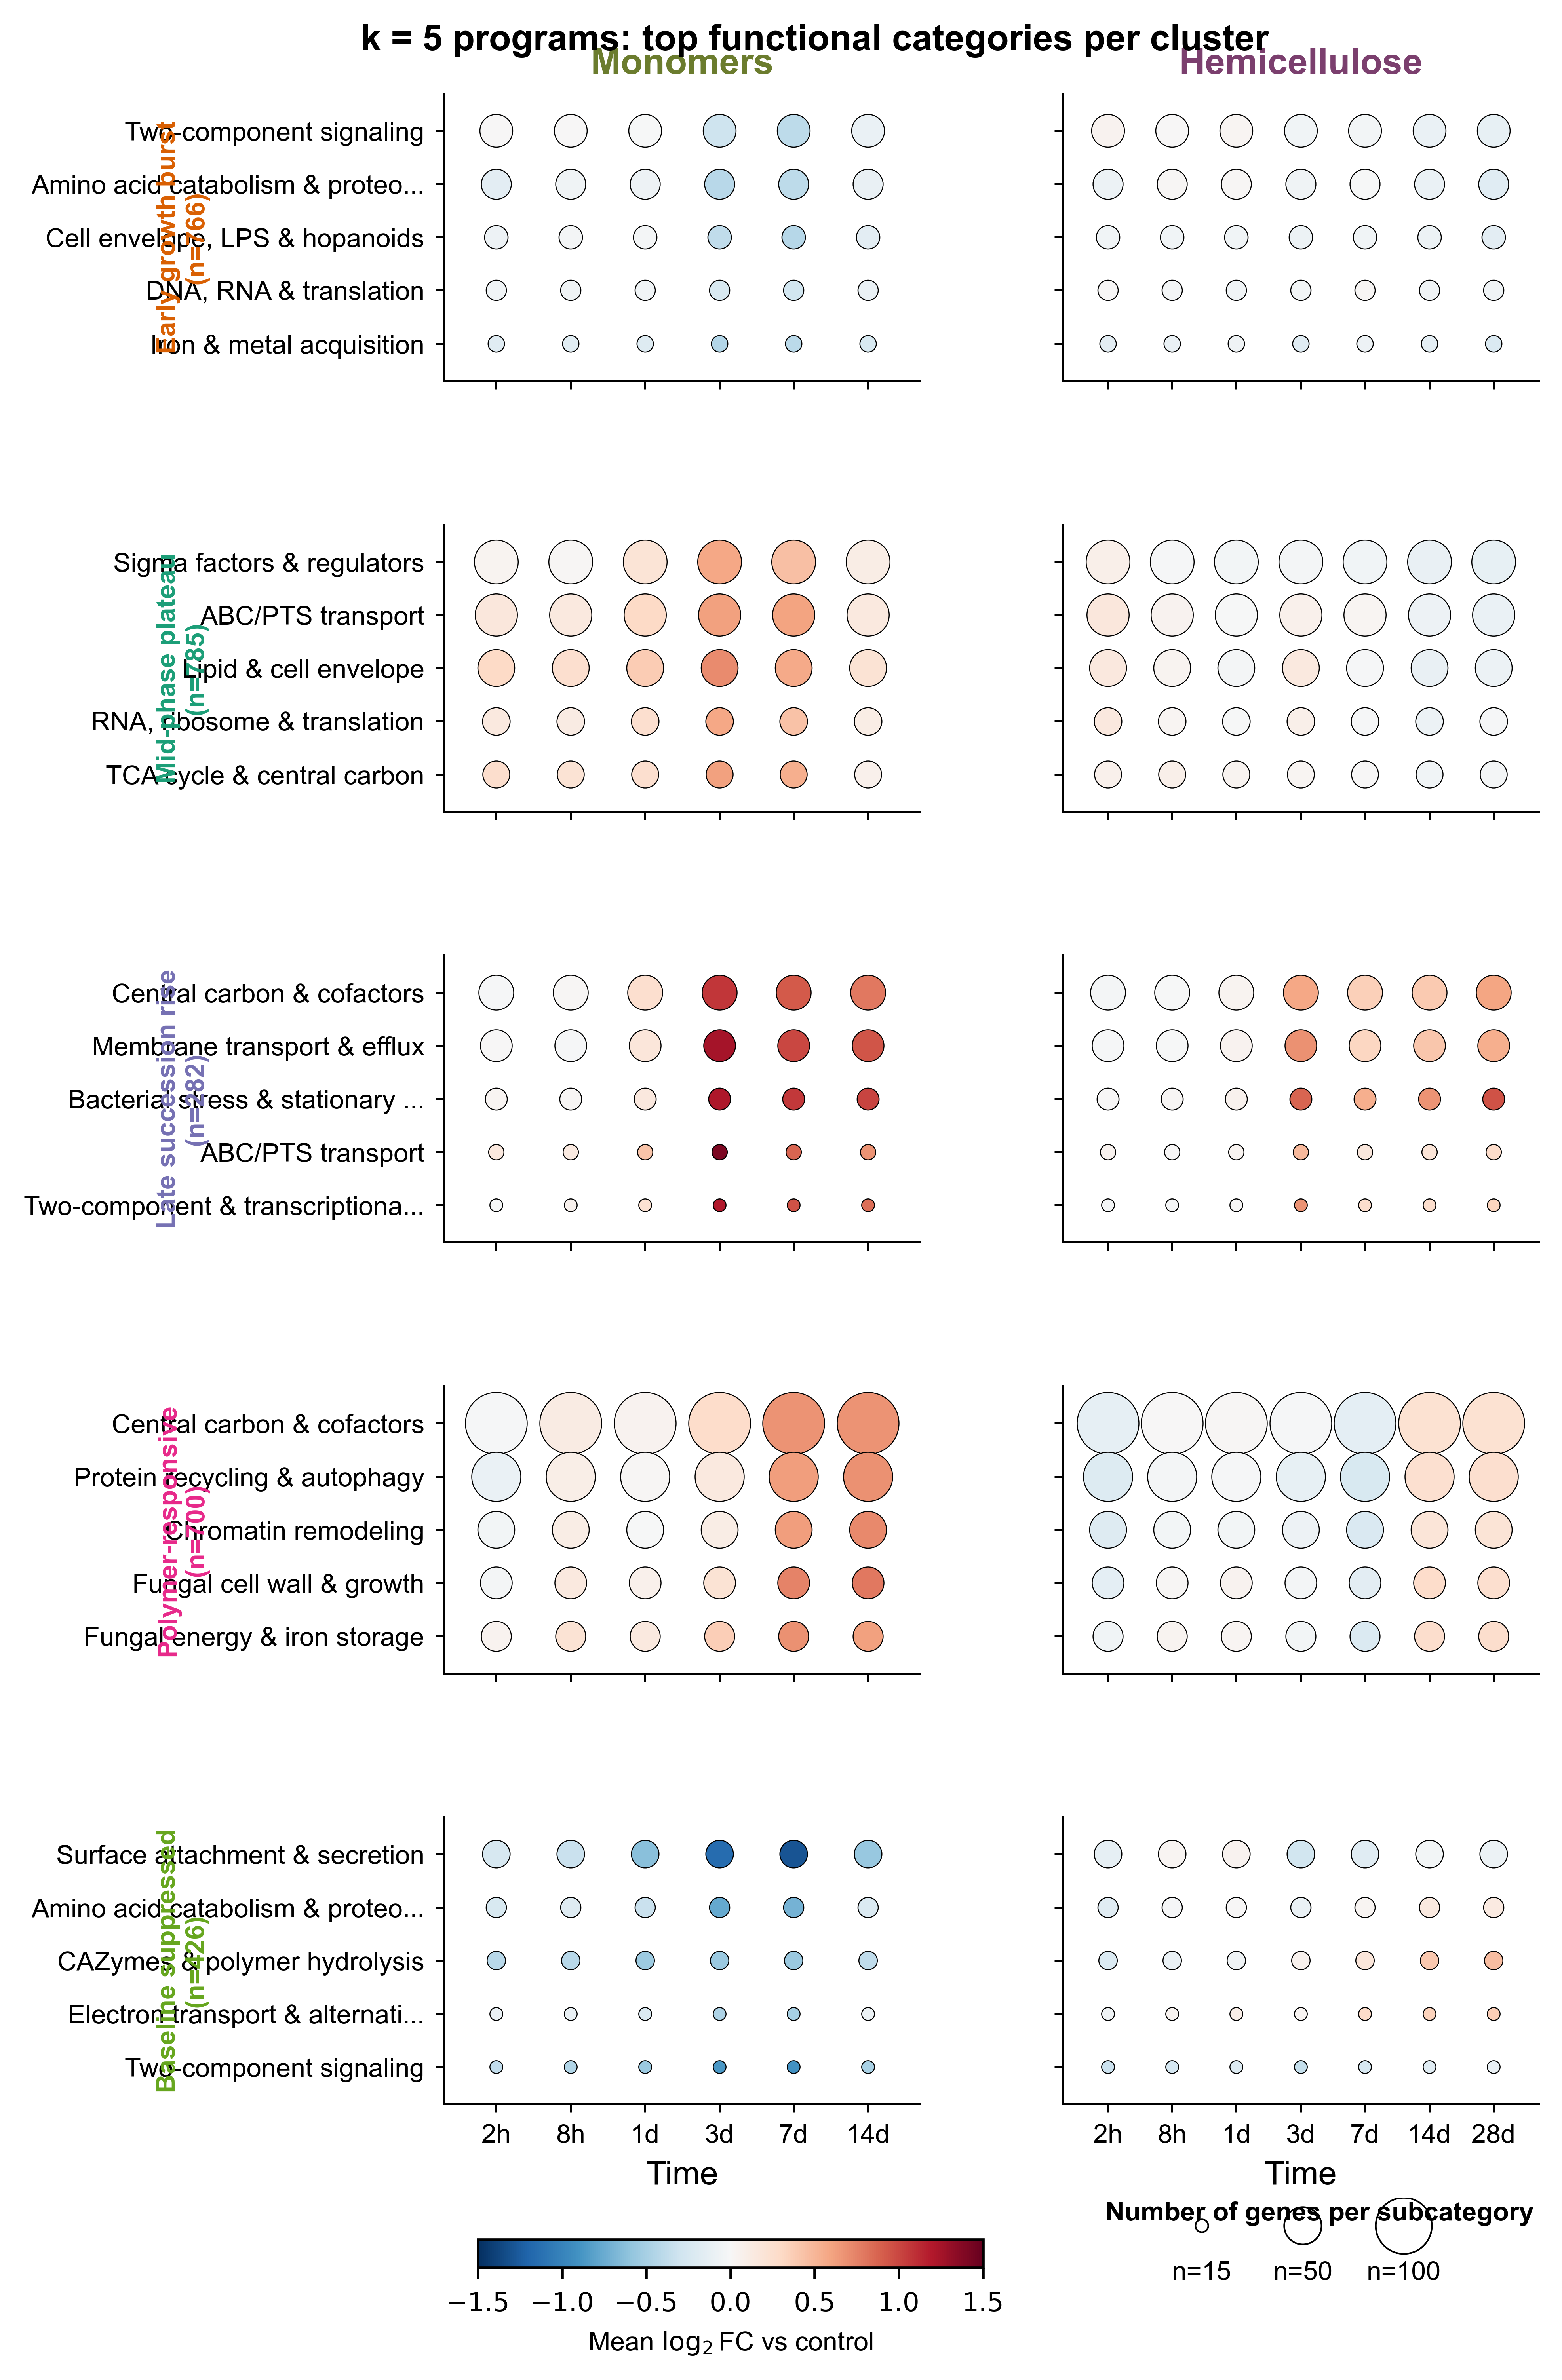 k = 5 programs: top functional categories per cluster
Monomers
Hemicellulose
Early growth burst
(n=766)
Two-component signaling
Amino acid catabolism & proteo...
Cell envelope, LPS & hopanoids
DNA, RNA & translation
Iron & metal acquisition
Mid-phase plateau
(n=785)
Sigma factors & regulators
ABC/PTS transport
Lipid & cell envelope
RNA, ribosome & translation
TCA cycle & central carbon
Late succession rise
(n=282)
Central carbon & cofactors
Membrane transport & efflux
Bacterial stress & stationary ...
ABC/PTS transport
Two-component & transcriptiona...
Polymer-responsive
(n=700)
Central carbon & cofactors
Protein recycling & autophagy
Chromatin remodeling
Fungal cell wall & growth
Fungal energy & iron storage
Baseline suppressed
(n=426)
Surface attachment & secretion
Amino acid catabolism & proteo...
CAZymes & polymer hydrolysis
Electron transport & alternati...
Two-component signaling
2h 8h 1d 3d 7d 14d
Time
2h 8h 1d 3d 7d 14d 28d
Time
Number of genes per subcategory
n=15 n=50 n=100
−1.5 −1.0 −0.5 0.0 0.5 1.0 1.5
Mean log₂ FC vs control